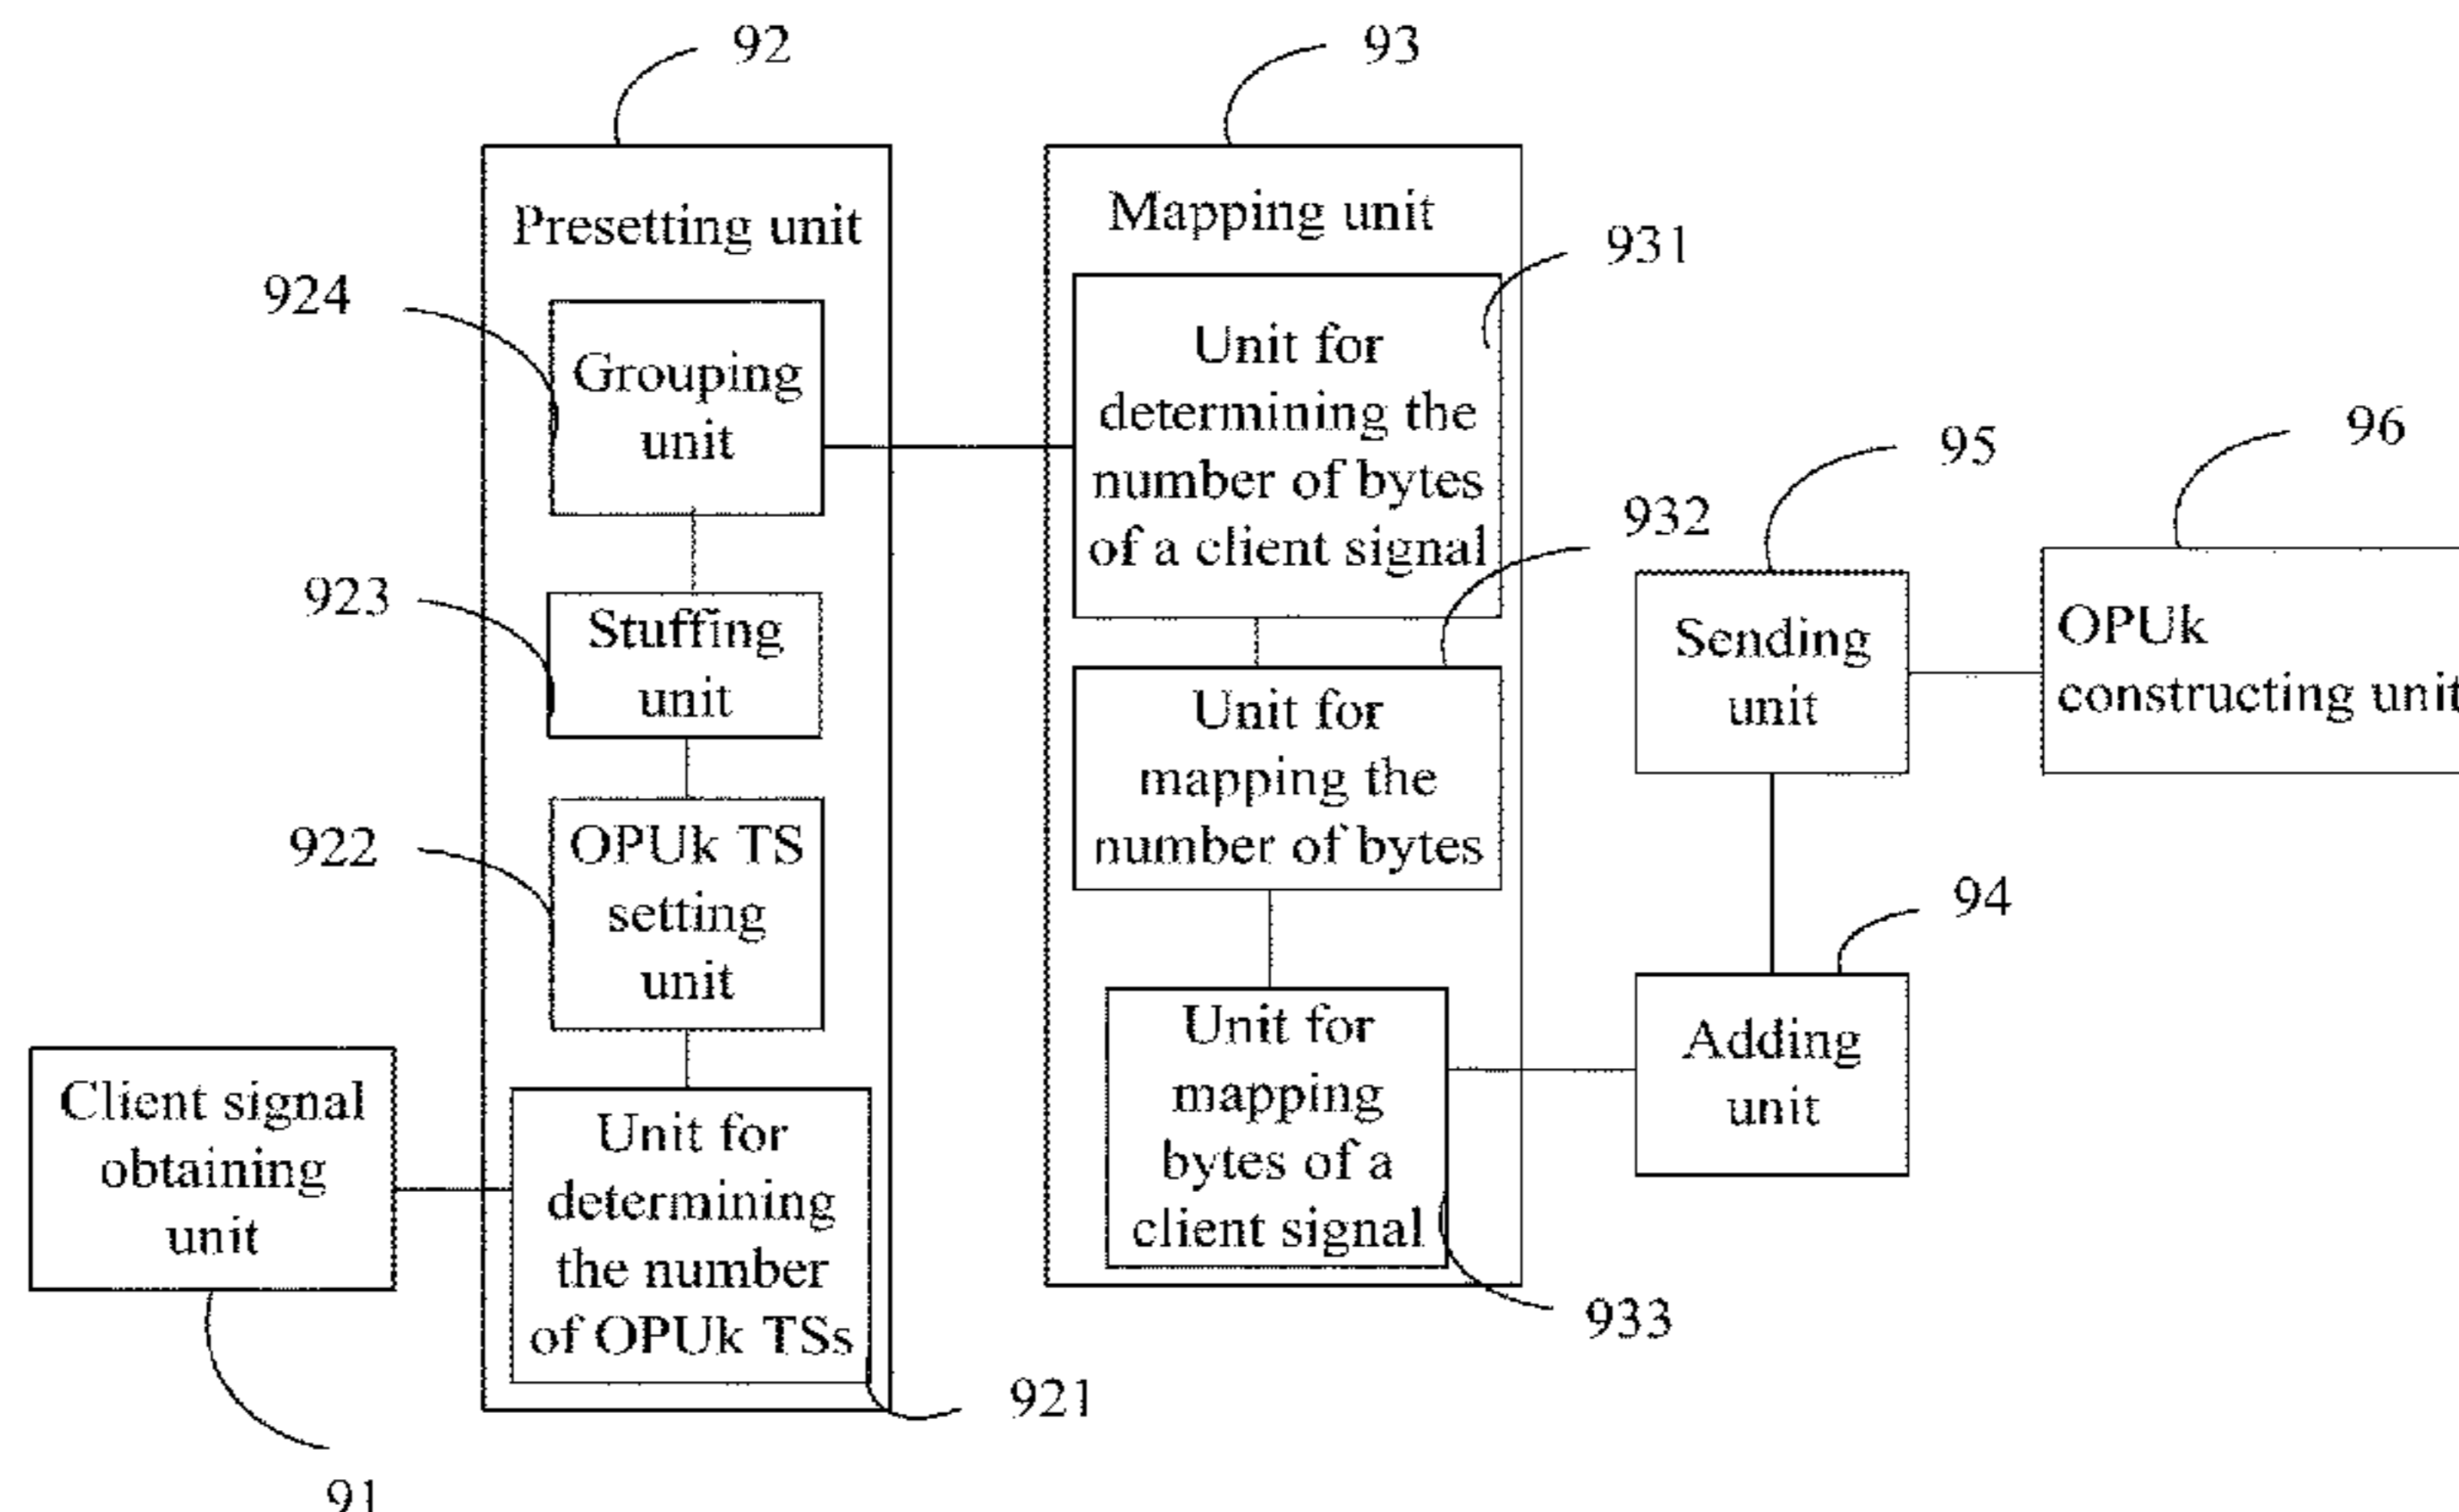 92
93
Presetting unit
Mapping unit
931
924
Grouping
unit
Unit for
determining the
number of bytes
of a client signal
95
96
932
923
Stuffing
unit
Unit for
mapping the
number of bytes
Sending
unit
OPUk
constructing unit
922
OPUk TS
setting
unit
94
Client signal
obtaining
unit
Unit for
determining
the number
of OPUk TSs
Unit for
mapping
bytes of a
client signal
Adding
unit
933
921
91